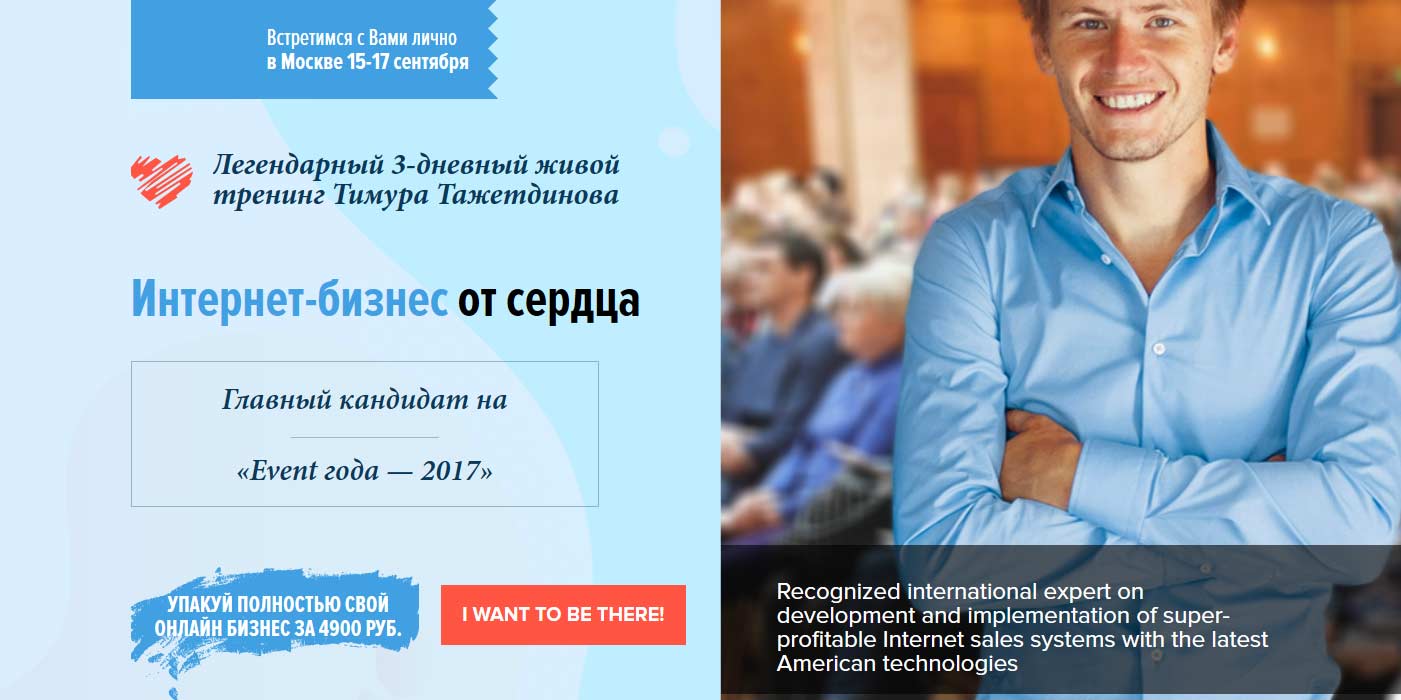 Встретимся с Вами лично
в Москве 15-17 сентября
Легендарный 3-дневный живой
тренинг Тимура Тажетдинова
Интернет-бизнес от сердца
Главный кандидат на
«Event года — 2017»
УПАКУЙ ПОЛНОСТЬЮ СВОЙ
ОНЛАЙН БИЗНЕС ЗА 4900 РУБ.
I WANT TO BE THERE!
Recognized international expert on
development and implementation of super-
profitable Internet sales systems with the latest
American technologies